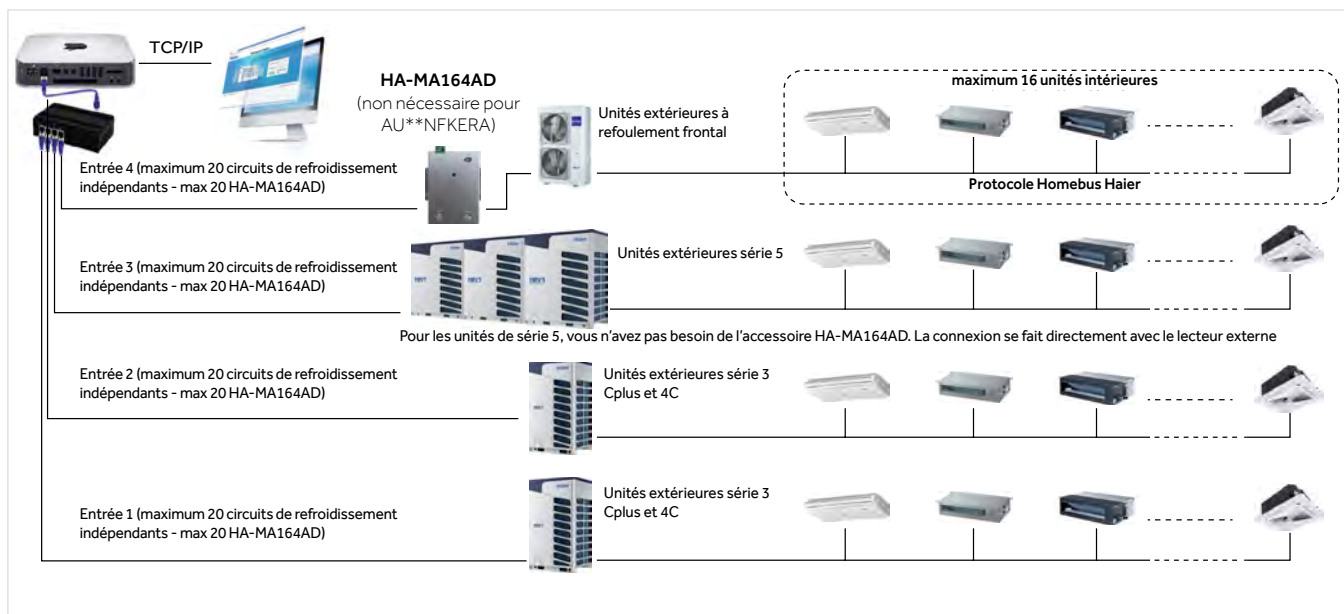 TCP/IP
HA-MA164AD
(non nécessaire pour
AU**NFKERA)
Unités extérieures à
refoulement frontal
maximum 16 unités intérieures
Protocole Homebus Haier
Entrée 4 (maximum 20 circuits de refroidissement
indépendants - max 20 HA-MA164AD)
Entrée 3 (maximum 20 circuits de refroidissement
indépendants - max 20 HA-MA164AD)
Unités extérieures série 5
Pour les unités de série 5, vous n'avez pas besoin de l'accessoire HA-MA164AD. La connexion se fait directement avec le lecteur externe
Entrée 2 (maximum 20 circuits de refroidissement
indépendants - max 20 HA-MA164AD)
Unités extérieures série 3
Cplus et 4C
Entrée 1 (maximum 20 circuits de refroidissement
indépendants - max 20 HA-MA164AD)
Unités extérieures série 3
Cplus et 4C